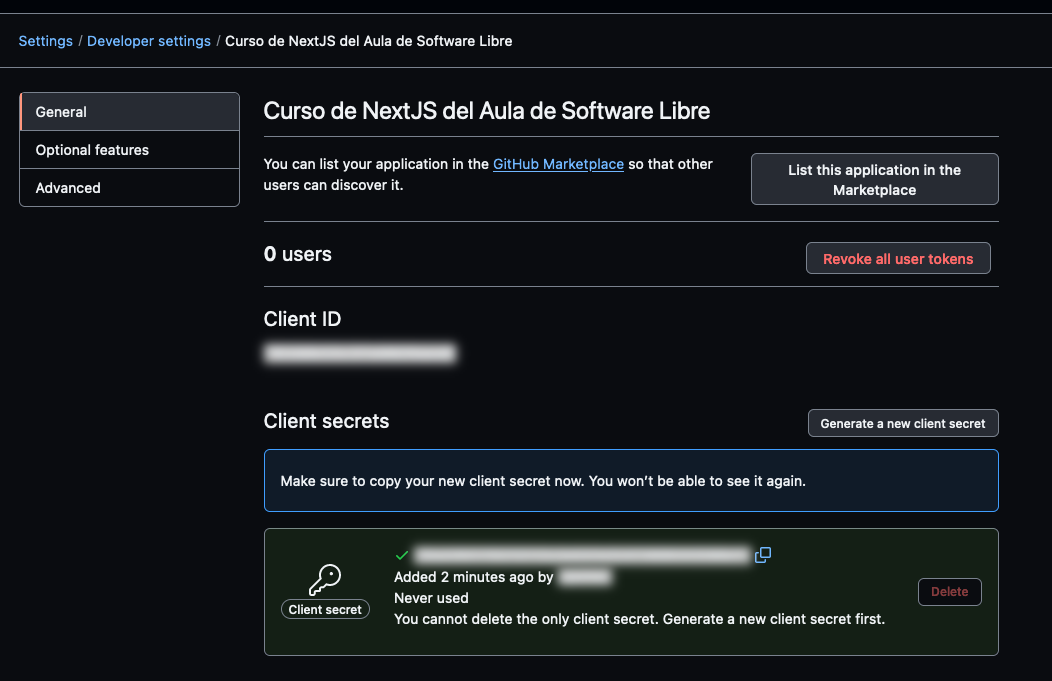 Settings / Developer settings / Curso de NextJS del Aula de Software Libre
General
Optional features
Advanced
Curso de NextJS del Aula de Software Libre
You can list your application in the GitHub Marketplace so that other
users can discover it.
List this application in the
Marketplace
0 users
Revoke all user tokens
Client ID
Client secrets
Generate a new client secret
Make sure to copy your new client secret now. You won’t be able to see it again.
Client secret
Added 2 minutes ago by
Never used
You cannot delete the only client secret. Generate a new client secret first.
Delete